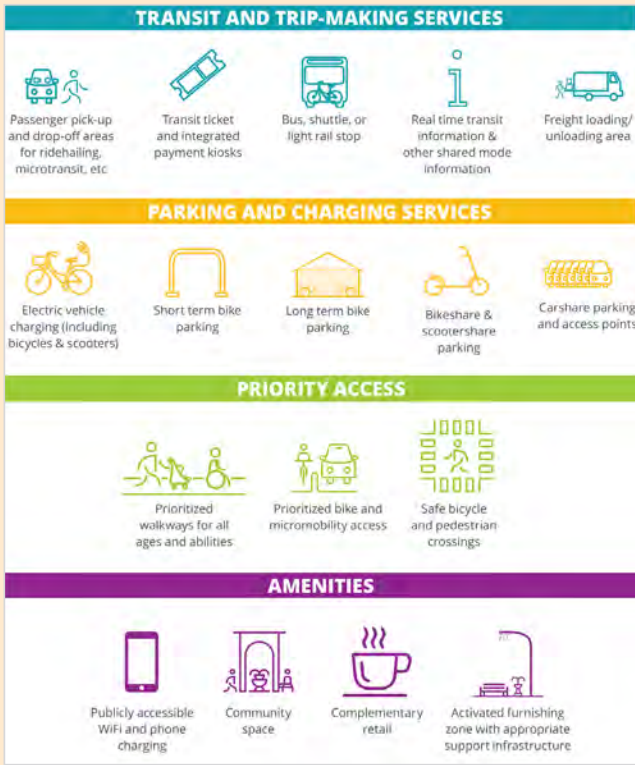 TRANSIT AND TRIP-MAKING SERVICES
Passenger pick-up
and drop-off areas
for ridehailing,
microtransit, etc
Transit ticket
and integrated
payment kiosks
Bus, shuttle, or
light rail stop
Real time transit
information &
other shared mode
information
Freight loading/
unloading area
PARKING AND CHARGING SERVICES
Electric vehicle
charging (including
bicycles & scooters)
Short term bike
parking
Long term bike
parking
Bikeshare &
scootershare
parking
Carshare parking
and access points
PRIORITY ACCESS
Prioritized
walkways for all
ages and abilities
Prioritized bike and
micromobility access
Safe bicycle
and pedestrian
crossings
AMENITIES
Publicly accessible
WiFi and phone
charging
Community
space
Complementary
retail
Activated furnishing
zone with appropriate
support infrastructure